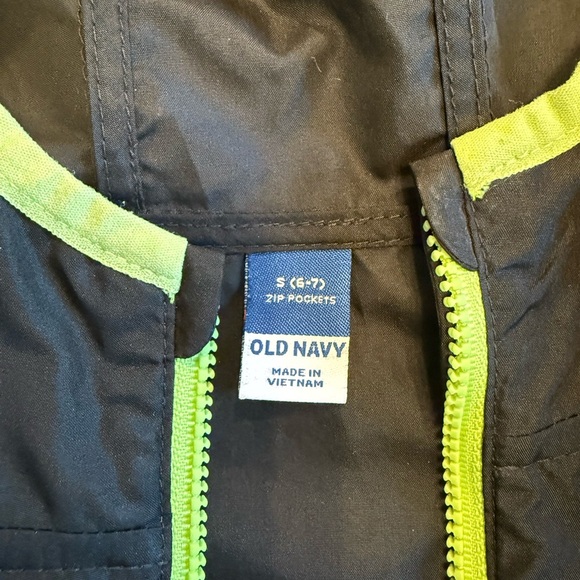 S (6-7)
ZIP POCKETS
OLD NAVY
MADE IN
VIETNAM